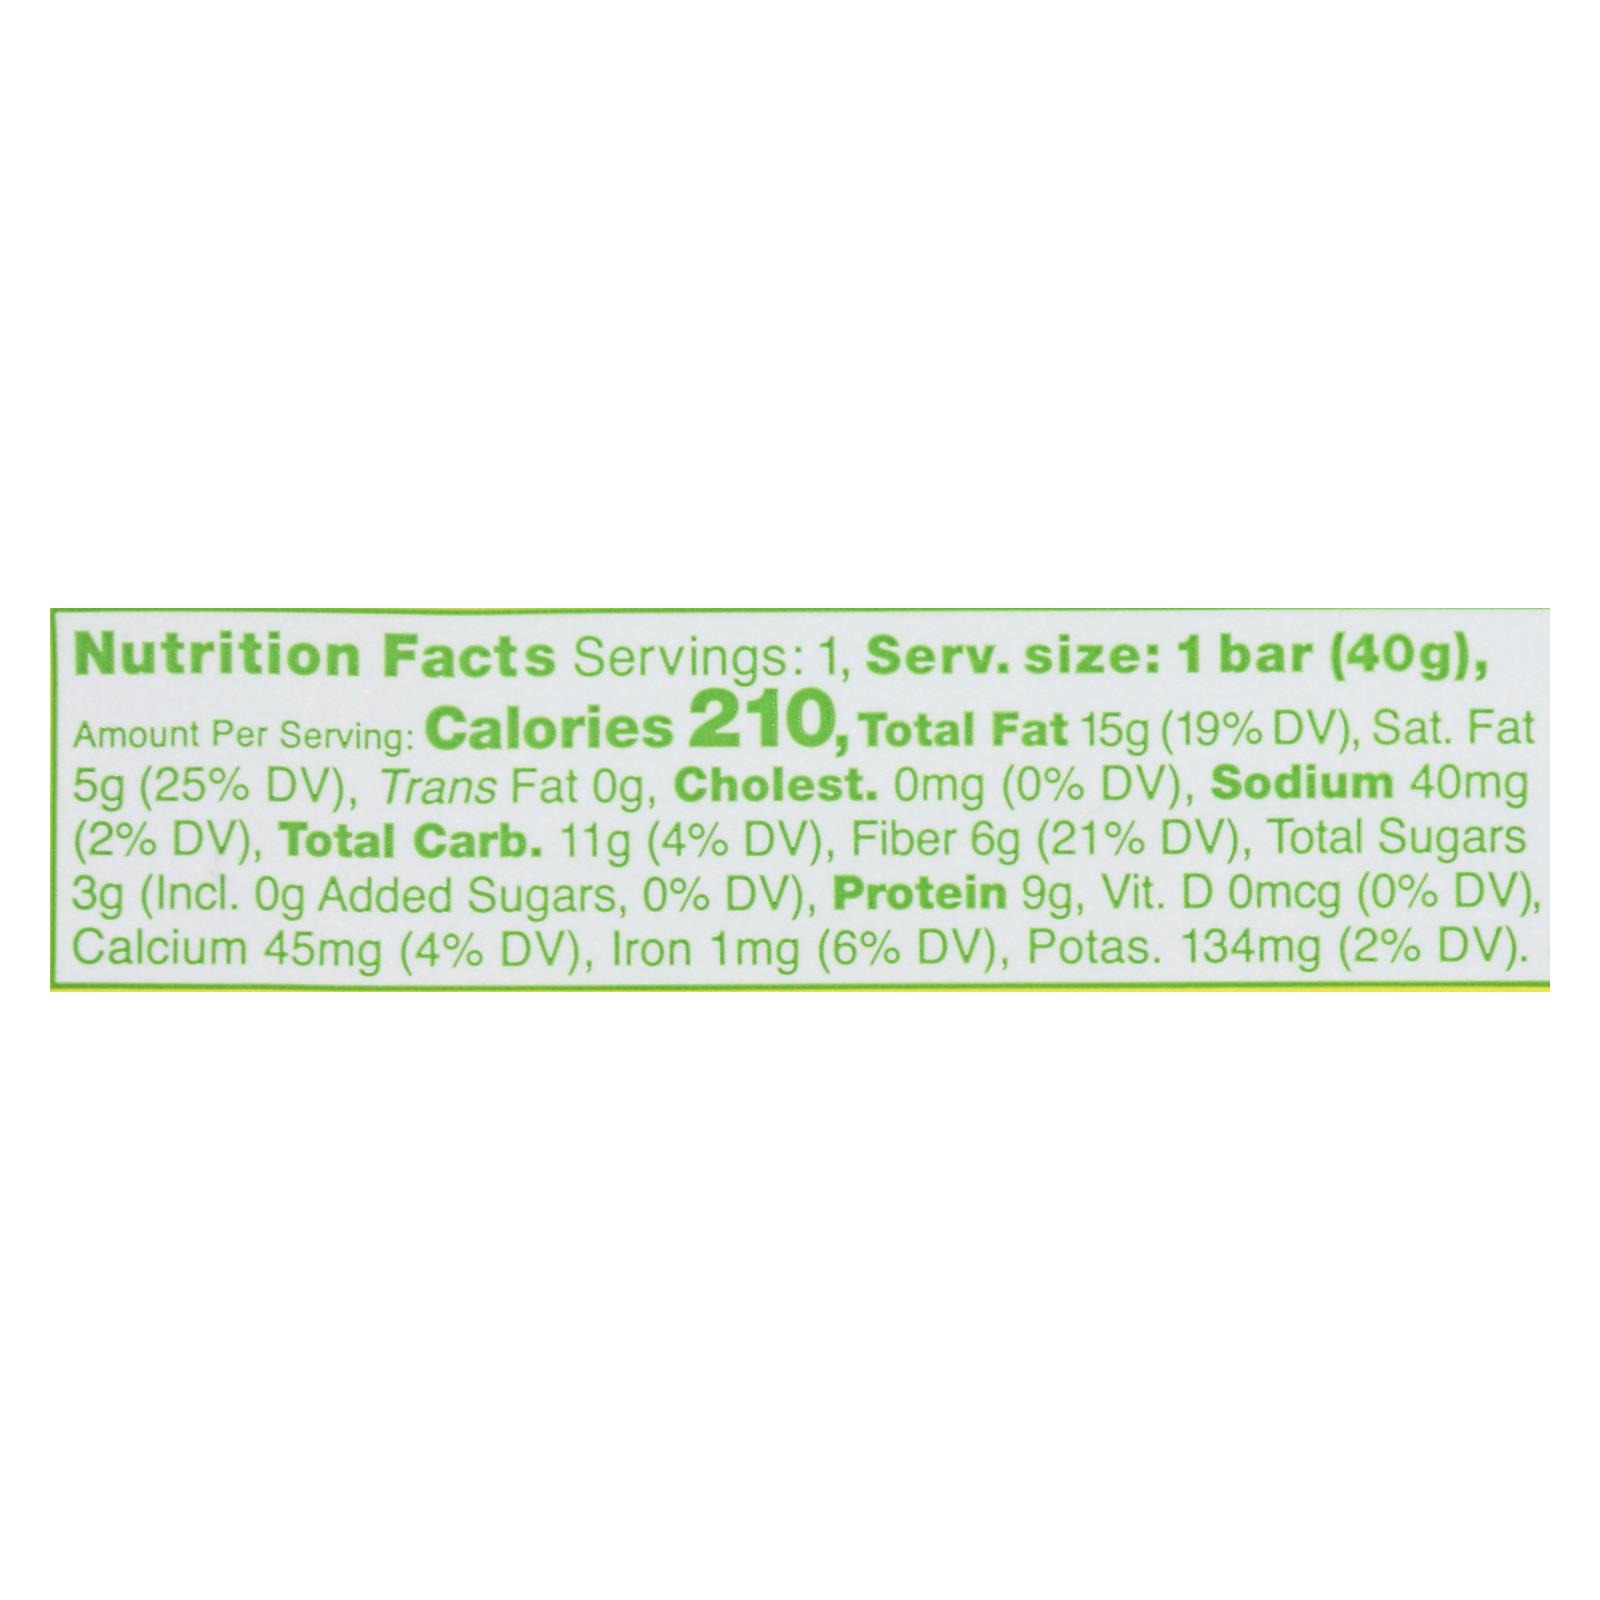 Nutrition Facts Servings: 1, Serv. size: 1 bar (40g),
Amount Per Serving: Calories 210, Total Fat 15g (19% DV), Sat. Fat
5g (25% DV), Trans Fat 0g, Cholest. 0mg (0% DV), Sodium 40mg
(2% DV), Total Carb. 11g (4% DV), Fiber 6g (21% DV), Total Sugars
3g (Incl. 0g Added Sugars, 0% DV), Protein 9g, Vit. D 0mcg (0% DV),
Calcium 45mg (4% DV), Iron 1mg (6% DV), Potas. 134mg (2% DV).